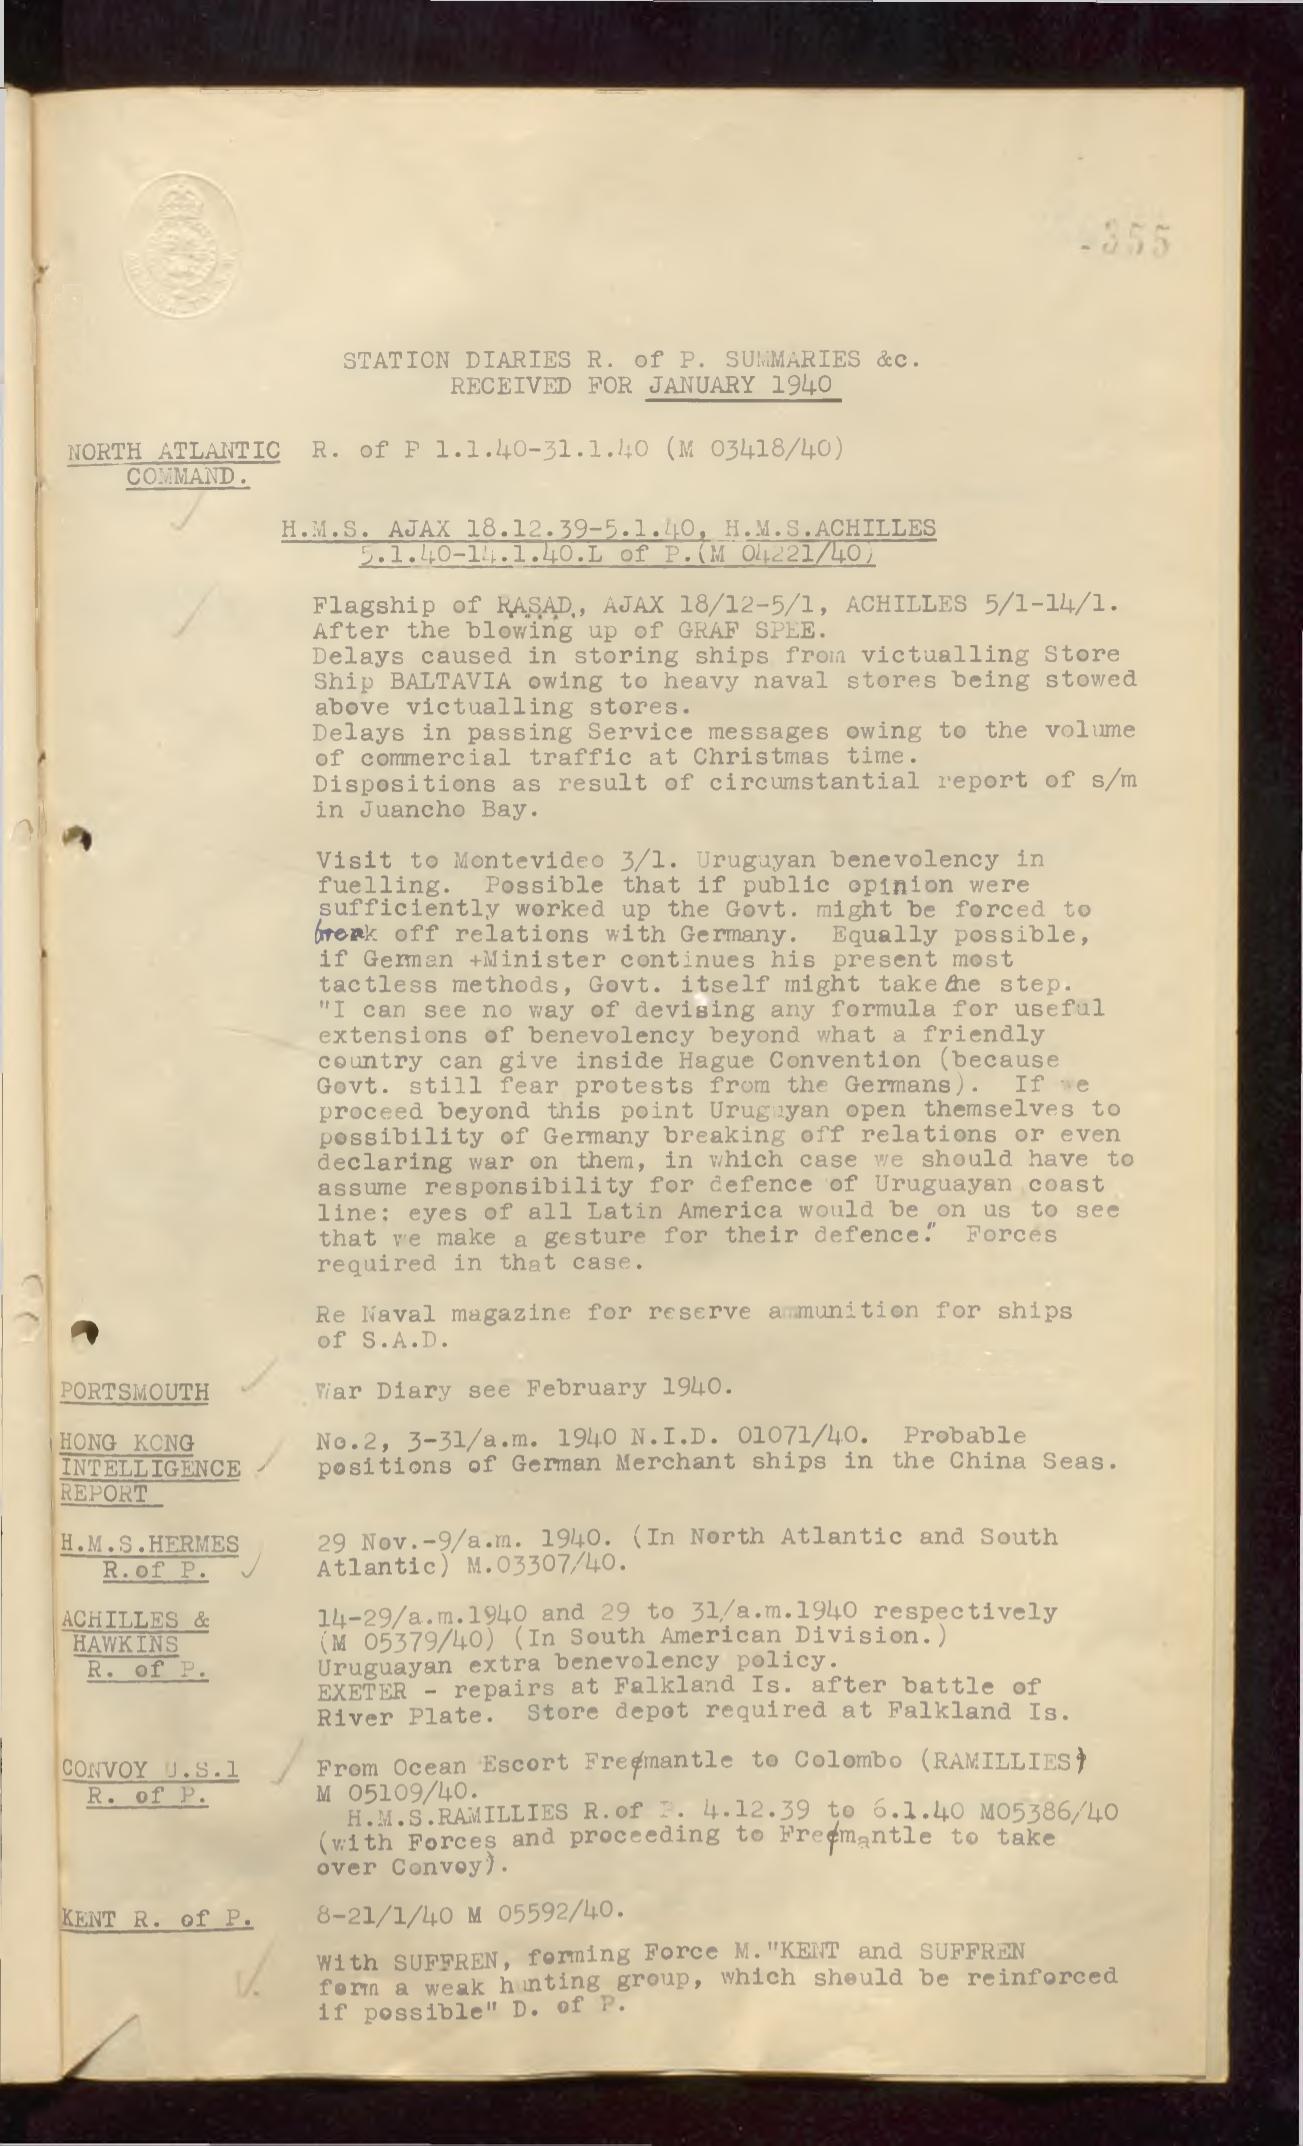 355
STATION DIARIES R. of P. SUMMARIES &c.
RECEIVED FOR JANUARY 1940
NORTH ATLANTIC COMMAND. R. of P 1.1.40-31.1.40 (M 03418/40)
H.M.S. AJAX 18.12.39-5.1.40, H.M.S.ACHILLES
5.1.40-14.1.40.L of P.(M 04221/40)
Flagship of RASAD., AJAX 18/12-5/1, ACHILLES 5/1-14/1.
After the blowing up of GRAF SPEE.
Delays caused in storing ships from victualling Store
Ship BALTAVIA owing to heavy naval stores being stowed
above victualling stores.
Delays in passing Service messages owing to the volume
of commercial traffic at Christmas time.
Dispositions as result of circumstantial report of s/m
in Juancho Bay.
Visit to Montevideo 3/1. Uruguyan benevolency in
fuelling. Possible that if public opinion were
sufficiently worked up the Govt. might be forced to
break off relations with Germany. Equally possible,
if German +Minister continues his present most
tactless methods, Govt. itself might take the step.
"I can see no way of devising any formula for useful
extensions of benevolency beyond what a friendly
country can give inside Hague Convention (because
Govt. still fear protests from the Germans). If we
proceed beyond this point Uruguyan open themselves to
possibility of Germany breaking off relations or even
declaring war on them, in which case we should have to
assume responsibility for defence of Uruguayan coast
line: eyes of all Latin America would be on us to see
that we make a gesture for their defence." Forces
required in that case.
Re Naval magazine for reserve ammunition for ships
of S.A.D.
PORTSMOUTH War Diary see February 1940.
HONG KONG No.2, 3-31/a.m. 1940 N.I.D. 01071/40. Probable
INTELLIGENCE positions of German Merchant ships in the China Seas.
REPORT
H.M.S.HERMES 29 Nov.-9/a.m. 1940. (In North Atlantic and South
R.of P. Atlantic) M.03307/40.
ACHILLES & 14-29/a.m.1940 and 29 to 31/a.m.1940 respectively
HAWKINS (M 05379/40) (In South American Division.)
R. of P. Uruguayan extra benevolency policy.
EXETER - repairs at Falkland Is. after battle of
River Plate. Store depot required at Falkland Is.
CONVOY U.S.1 From Ocean Escort Freemantle to Colombo (RAMILLIES)
R. of P. M 05109/40.
H.M.S.RAMILLIES R.of P. 4.12.39 to 6.1.40 M05386/40
(with Forces and proceeding to Freemantle to take
over Convoy).
KENT R. of P. 8-21/1/40 M 05592/40.
With SUFFREN, forming Force M."KENT and SUFFREN
form a weak hunting group, which should be reinforced
if possible" D. of P.